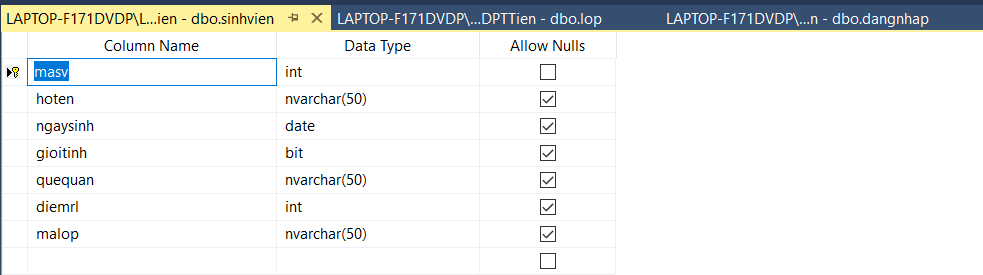 LAPTOP-F171DVDP\L...ien - dbo.sinhvien LAPTOP-F171DVDP\...DPTTien - dbo.lop LAPTOP-F171DVDP\...n - dbo.dangnhap
Column Name Data Type Allow Nulls
masv int
hoten nvarchar(50)
ngaysinh date
gioitinh bit
quequan nvarchar(50)
diemrl int
malop nvarchar(50)